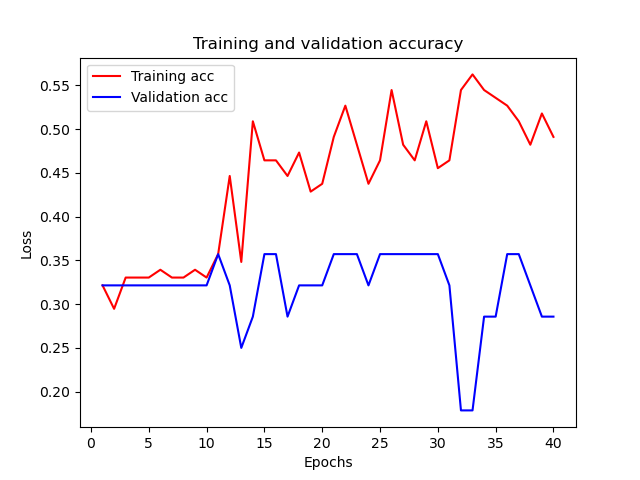 Training and validation accuracy
Training acc
Validation acc
Loss
0.55
0.50
0.45
0.40
0.35
0.30
0.25
0.20
0 5 10 15 20 25 30 35 40
Epochs